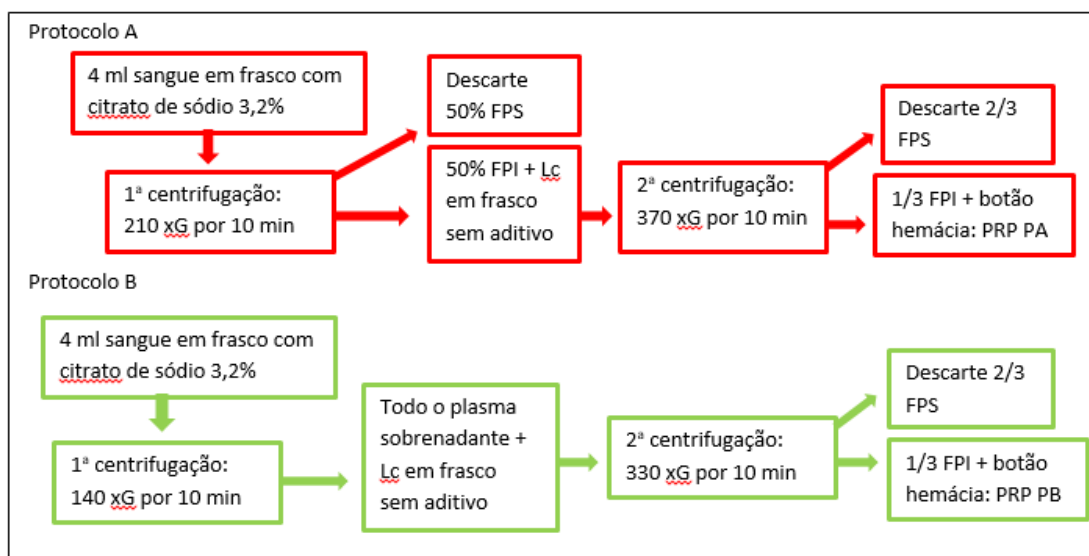 Protocolo A
4 ml sangue em frasco com
citrato de sódio 3,2%
1ª centrifugação:
210 xG por 10 min
Descarte
50% FPS
50% FPI + Lc
em frasco
sem aditivo
2ª centrifugação:
370 xG por 10 min
Descarte 2/3
FPS
1/3 FPI + botão
hemácia: PRP PA
Protocolo B
4 ml sangue em frasco com
citrato de sódio 3,2%
1ª centrifugação:
140 xG por 10 min
Todo o plasma
sobrenadante +
Lc em frasco
sem aditivo
2ª centrifugação:
330 xG por 10 min
Descarte 2/3
FPS
1/3 FPI + botão
hemácia: PRP PB